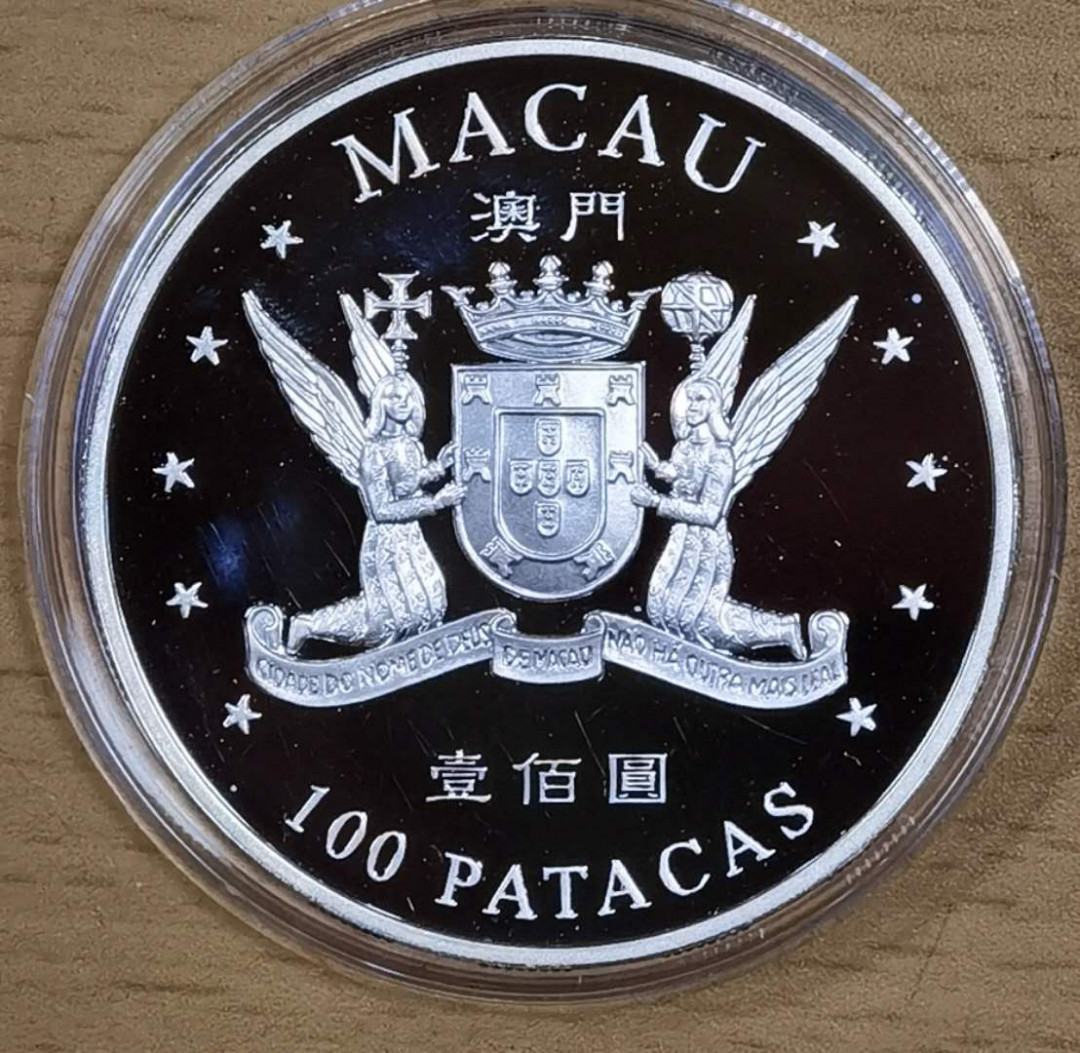 MACAU
澳門
CIDADE DO NOME DE DEUS DE MACAU NÃO HÁ OUTRA MAIS LEAL
壹佰圓
100 PATACAS